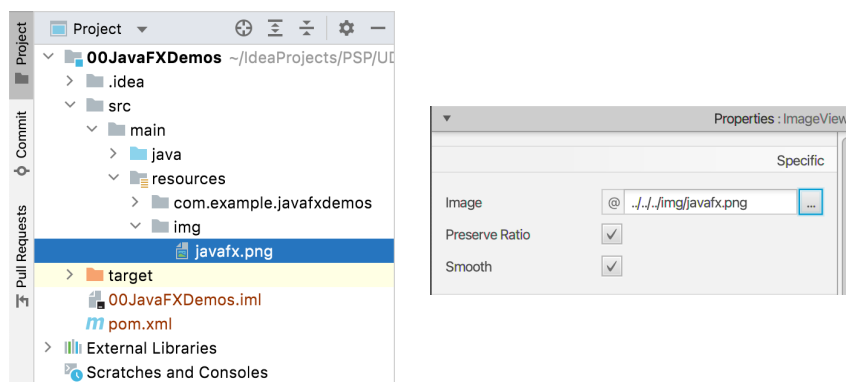 Project
Commit
Pull Requests
Project
00JavaFXDemos ~/IdeaProjects/PSP/UD
.idea
src
main
java
resources
com.example.javafxdemos
img
javafx.png
target
00JavaFXDemos.iml
m pom.xml
External Libraries
Scratches and Consoles
Properties : ImageView
Specific
Image @ ../../../img/javafx.png ...
Preserve Ratio
Smooth